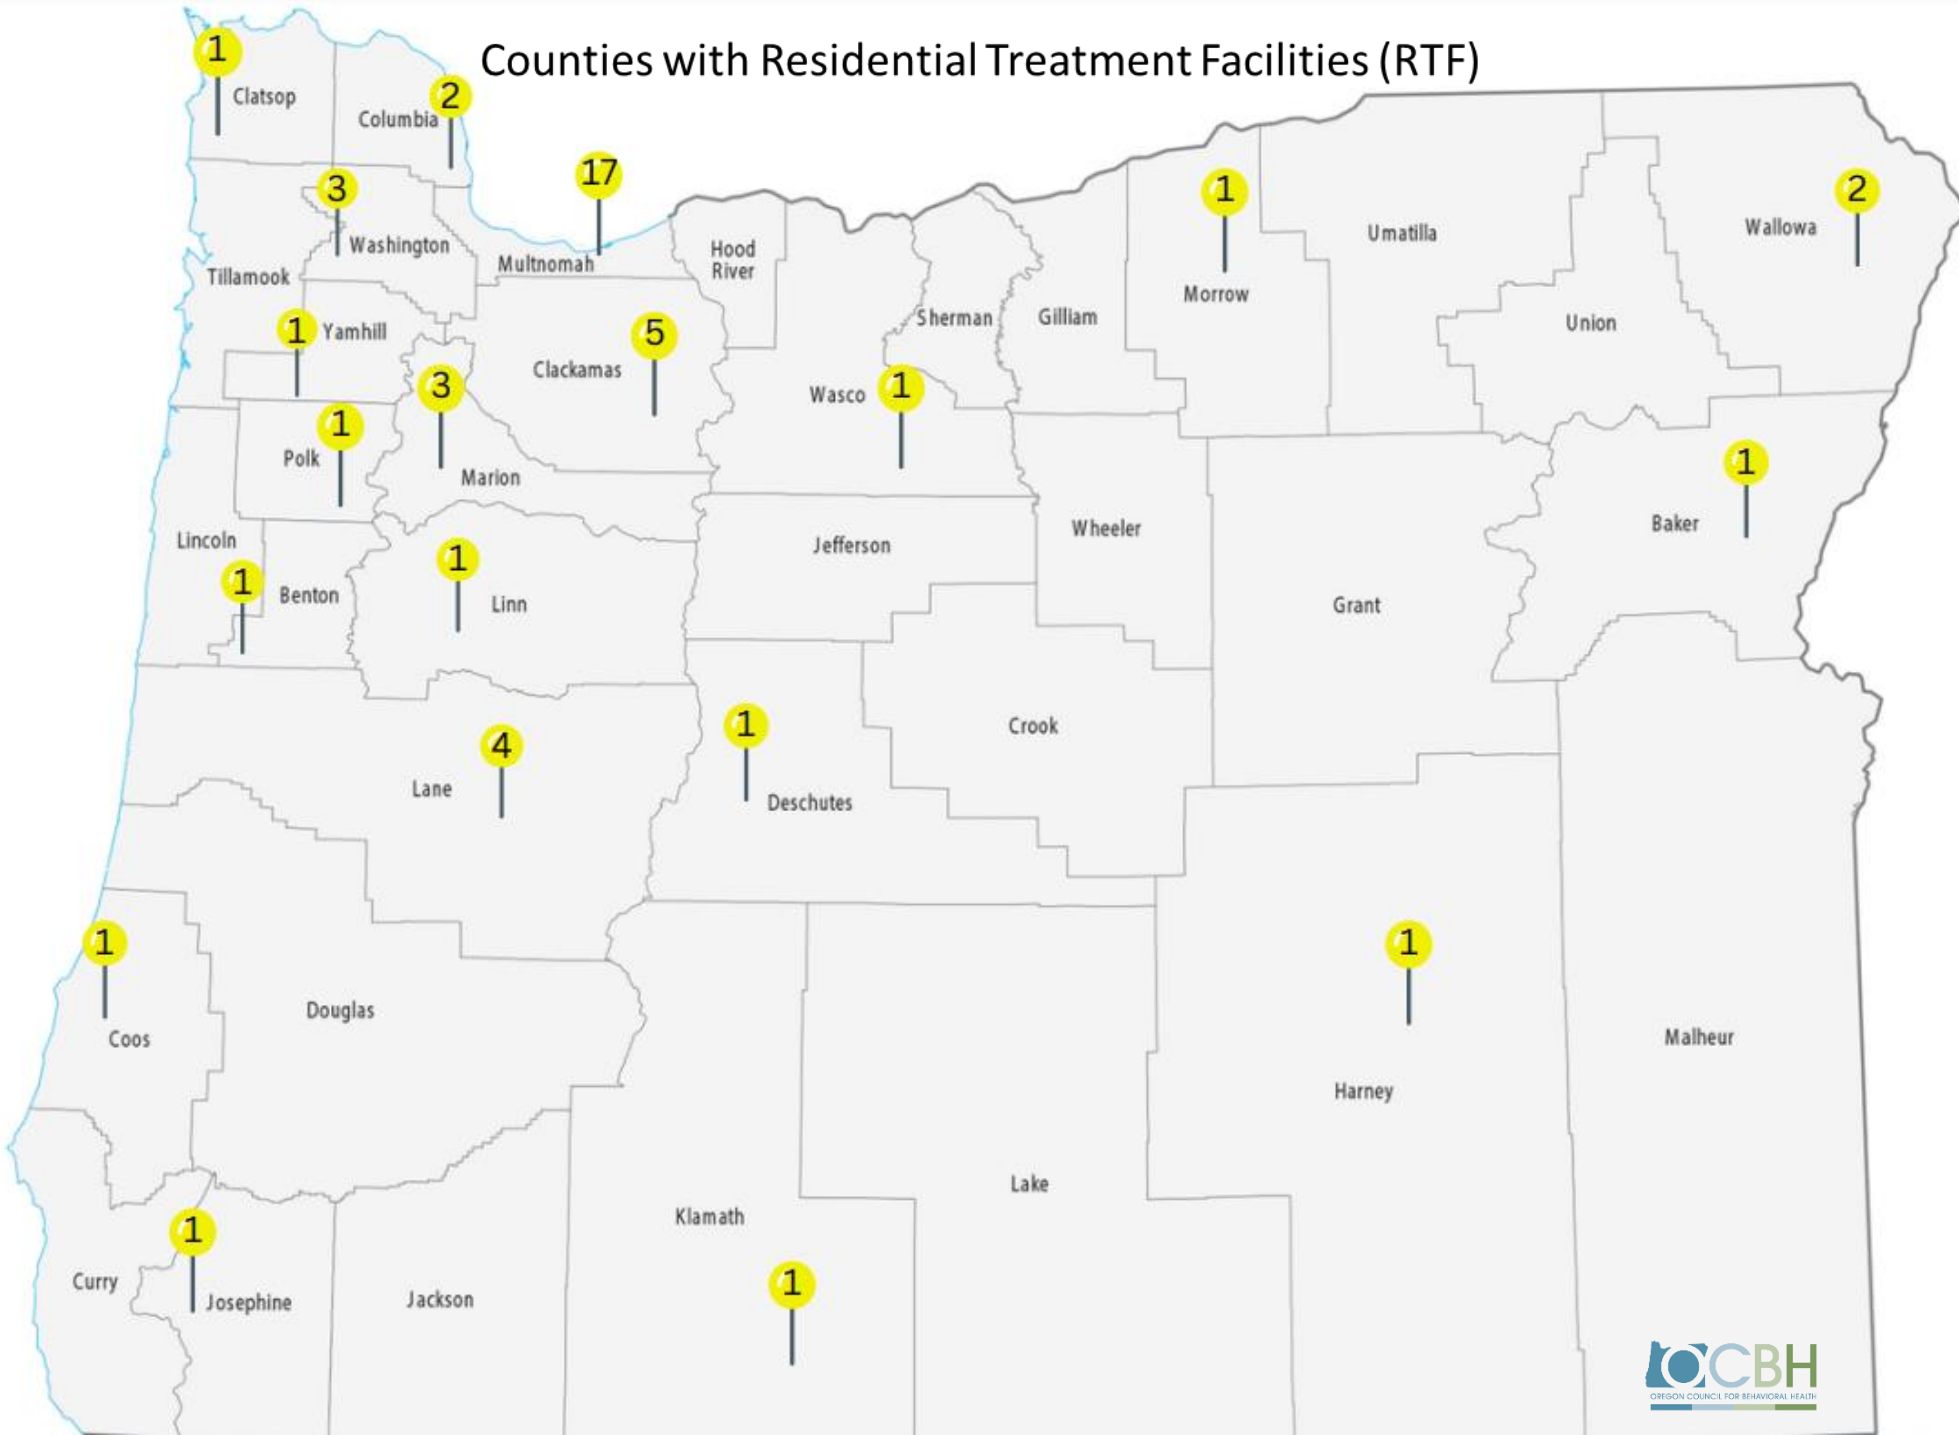 Counties with Residential Treatment Facilities (RTF)
1
Clatsop
2
Columbia
17
3
Washington
Multnomah
Hood
River
1
Morrow
Umatilla
2
Wallowa
Tillamook
1
Yamhill
5
Clackamas
Sherman
Gilliam
Union
3
Marion
Wasco
1
1
Polk
1
Baker
Lincoln
1
Benton
1
Linn
Jefferson
Wheeler
Grant
4
Lane
1
Deschutes
Crook
1
Coos
Douglas
1
Harney
Malheur
Klamath
1
Lake
Curry
1
Josephine
Jackson
OCBH
OREGON COUNCIL FOR BEHAVIORAL HEALTH